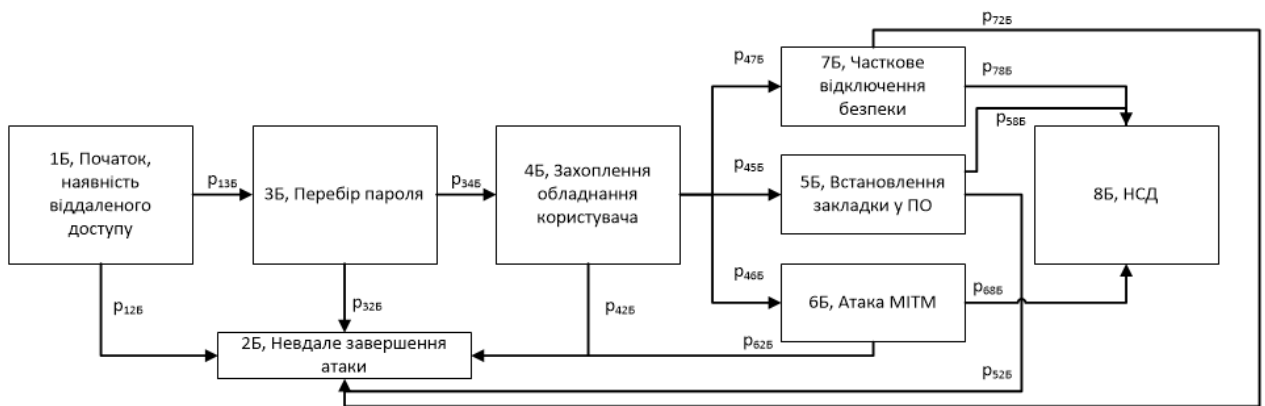 p₇₂Б
p₄₇Б
7Б, Часткове
відключення
безпеки
p₇₈Б
p₅₈Б
1Б, Початок,
наявність
віддаленого
доступу
p₁₃Б
3Б, Перебір пароля
p₃₄Б
4Б, Захоплення
обладнання
користувача
p₄₅Б
5Б, Встановлення
закладки у ПО
8Б, НСД
p₄₆Б
6Б, Атака МІТМ
p₆₈Б
p₁₂Б
p₃₂Б
p₄₂Б
p₆₂Б
2Б, Невдале завершення
атаки
p₅₂Б